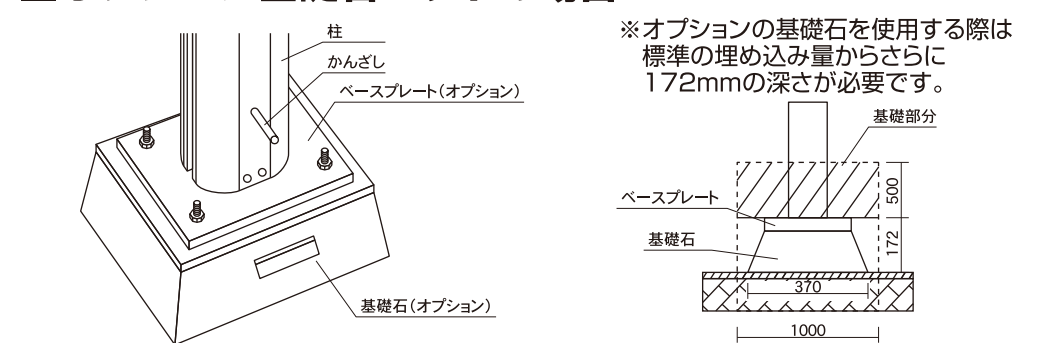 柱
かんざし
ベースプレート（オプション）
基礎石（オプション）
※オプションの基礎石を使用する際は
標準の埋め込み量からさらに
172mmの深さが必要です。
基礎部分
ベースプレート
基礎石
500
172
370
1000